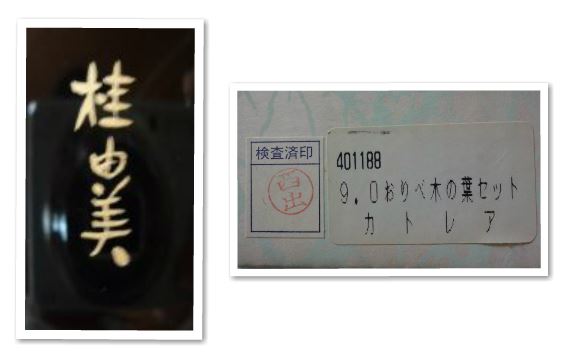 桂由美
検査済印
401188
9.0おりべ木の葉セット
カトレア